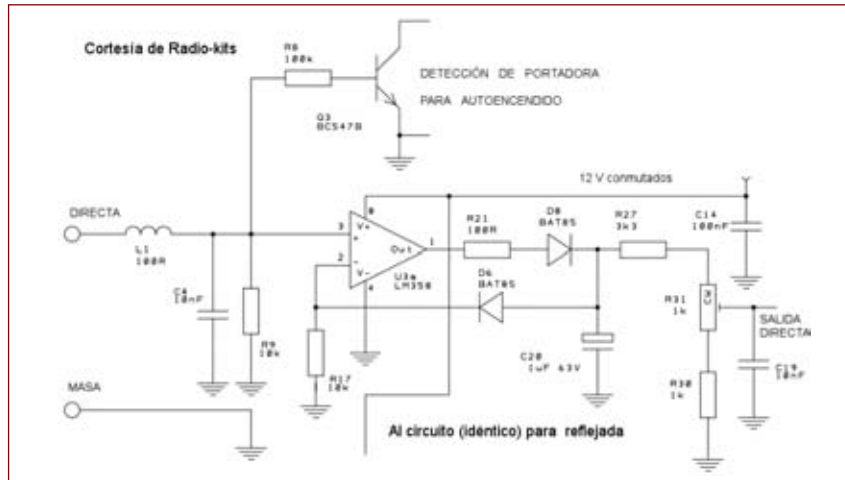 Cortesía de Radio-kits
R8
100k
DETECCIÓN DE PORTADORA
PARA AUTOENCENDIDO
Q3
BC547B
12 V conmutados
DIRECTA
L1
100R
3
2
8
V+
+
-
V-
Out
1
4
U3a
LM358
R21
100R
D8
BAT85
R27
3k3
C14
100nF
D6
BAT85
C4
10nF
R9
10k
R17
10k
C20
1uF 63V
R31
1k
CW
SALIDA
DIRECTA
C19
10nF
R30
1k
MASA
Al circuito (idéntico) para reflejada